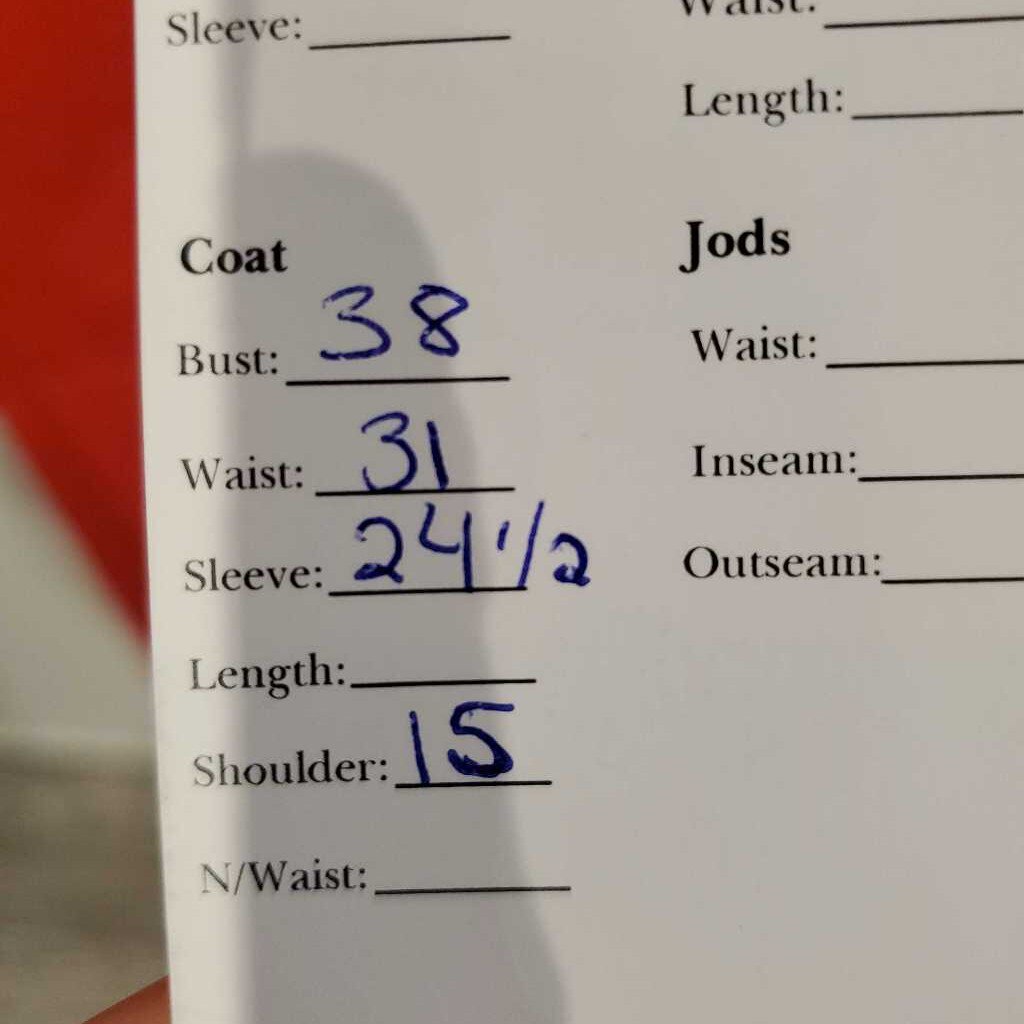 Sleeve:
Waist:
Length:
Coat
Bust: 38
Waist: 31
Sleeve: 24 1/2
Length:
Shoulder: 15
N/Waist:
Jods
Waist:
Inseam:
Outseam: